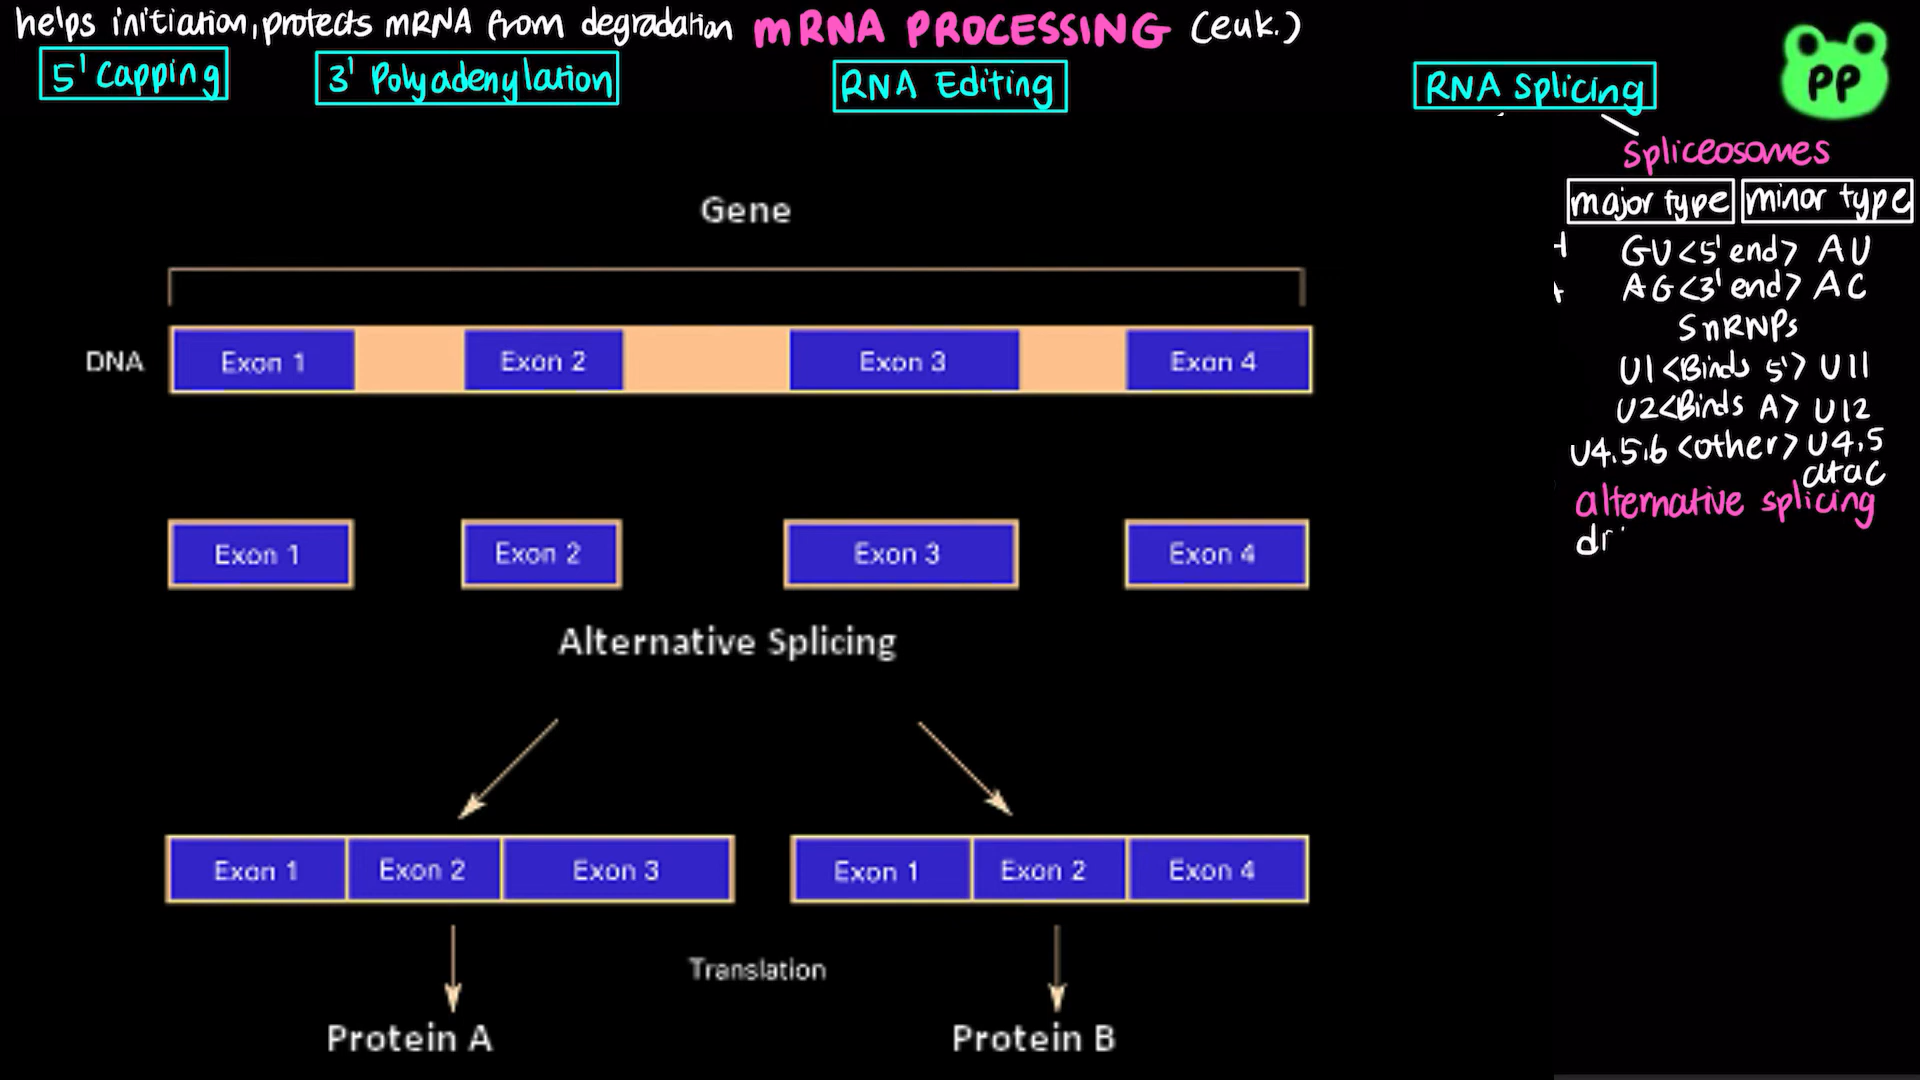 helps initiation, protects mRNA from degradation mRNA PROCESSING (euk.)
5' Capping 3' Polyadenylation RNA Editing RNA Splicing
PP
Spliceosomes
major type minor type
GU <5' end> AU
AG <3' end> AC
SnRNPs
U1 <Binds 5'> U11
U2 <Binds A> U12
U4,5,6 <other> U4,5
atac
alternative splicing
Gene
DNA Exon 1 Exon 2 Exon 3 Exon 4
Exon 1 Exon 2 Exon 3 Exon 4
Alternative Splicing
Exon 1 Exon 2 Exon 3 Exon 1 Exon 2 Exon 4
Translation
Protein A Protein B